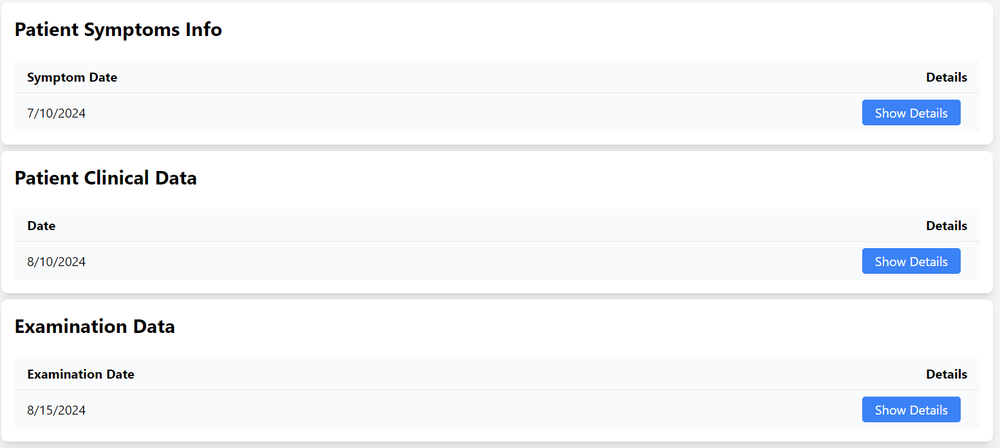 Patient Symptoms Info
Symptom Date Details
7/10/2024 Show Details
Patient Clinical Data
Date Details
8/10/2024 Show Details
Examination Data
Examination Date Details
8/15/2024 Show Details